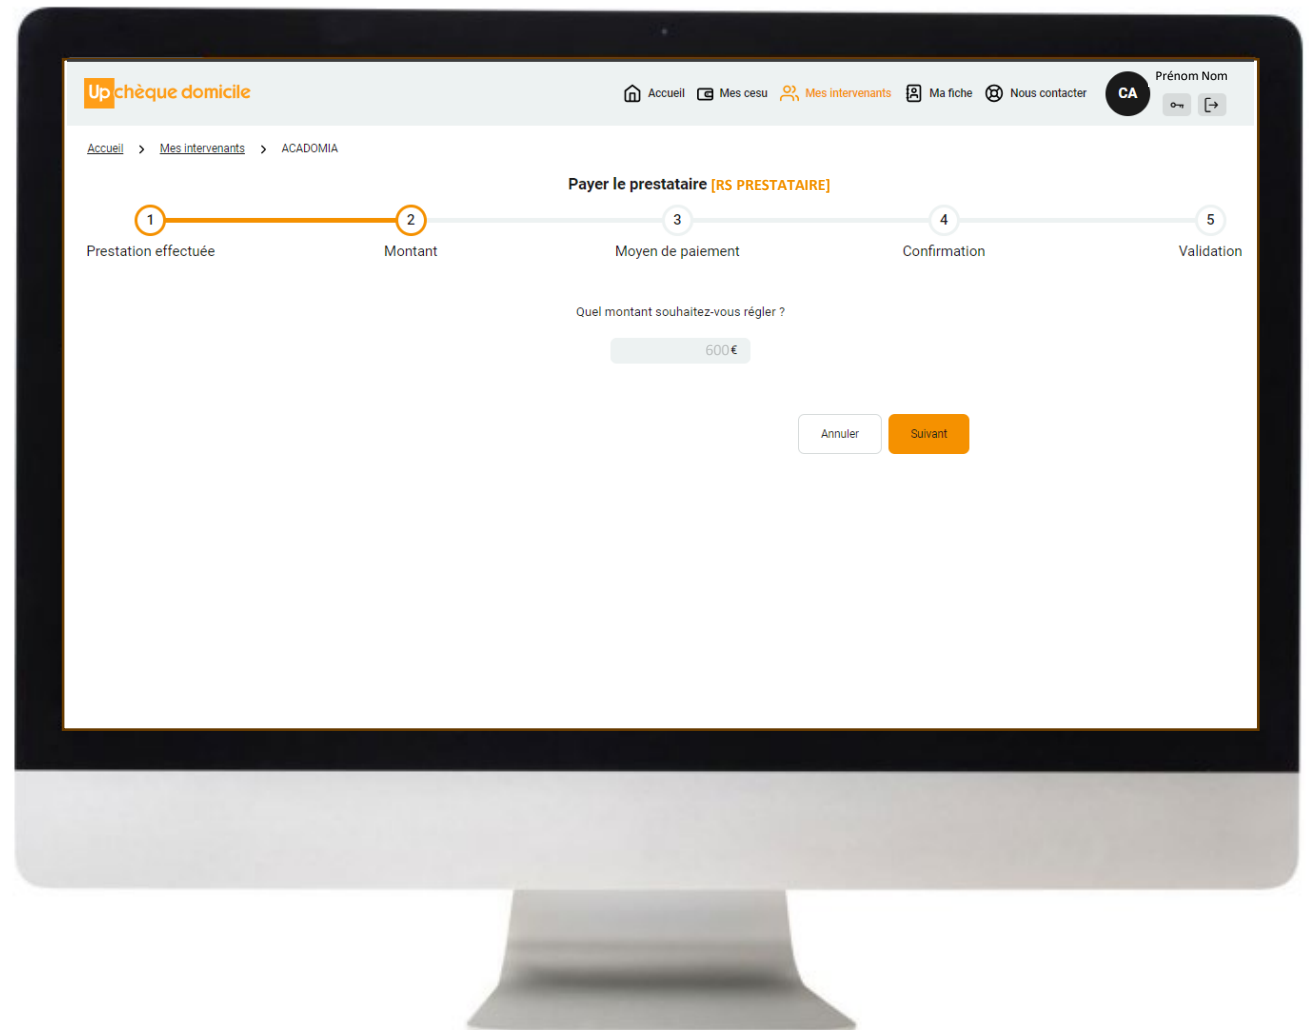 Up chèque domicile
Accueil Mes cesu Mes intervenants Ma fiche Nous contacter CA Prénom Nom
Accueil > Mes intervenants > ACADOMIA
Payer le prestataire [RS PRESTATAIRE]
1 2 3 4 5
Prestation effectuée Montant Moyen de paiement Confirmation Validation
Quel montant souhaitez-vous régler ?
600€
Annuler Suivant